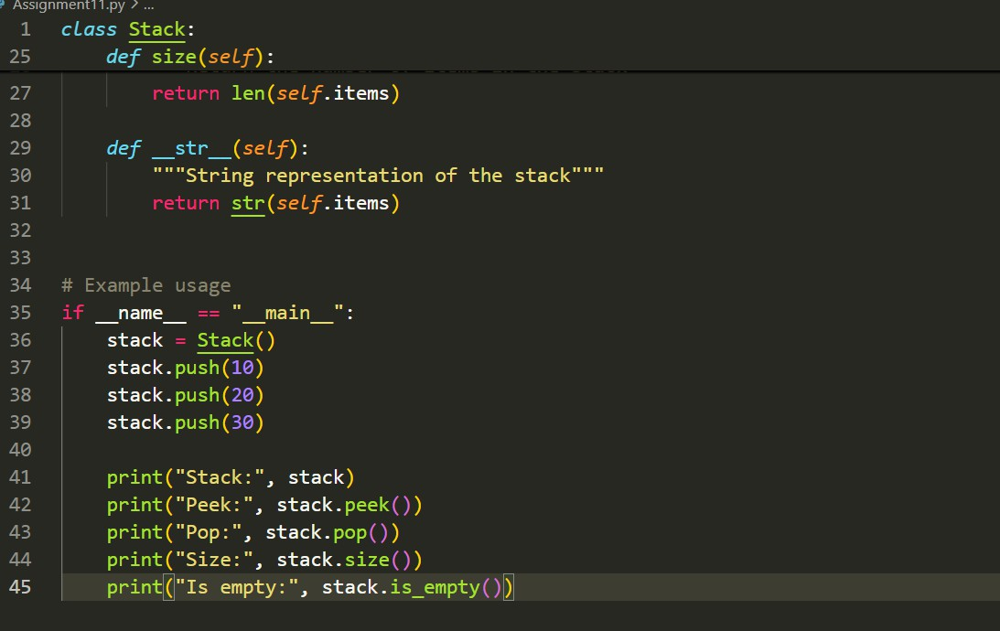 Assignment11.py > ...
1 class Stack:
25     def size(self):
27         return len(self.items)
28
29     def __str__(self):
30         """String representation of the stack"""
31         return str(self.items)
32
33
34 # Example usage
35 if __name__ == "__main__":
36     stack = Stack()
37     stack.push(10)
38     stack.push(20)
39     stack.push(30)
40
41     print("Stack:", stack)
42     print("Peek:", stack.peek())
43     print("Pop:", stack.pop())
44     print("Size:", stack.size())
45     print("Is empty:", stack.is_empty())